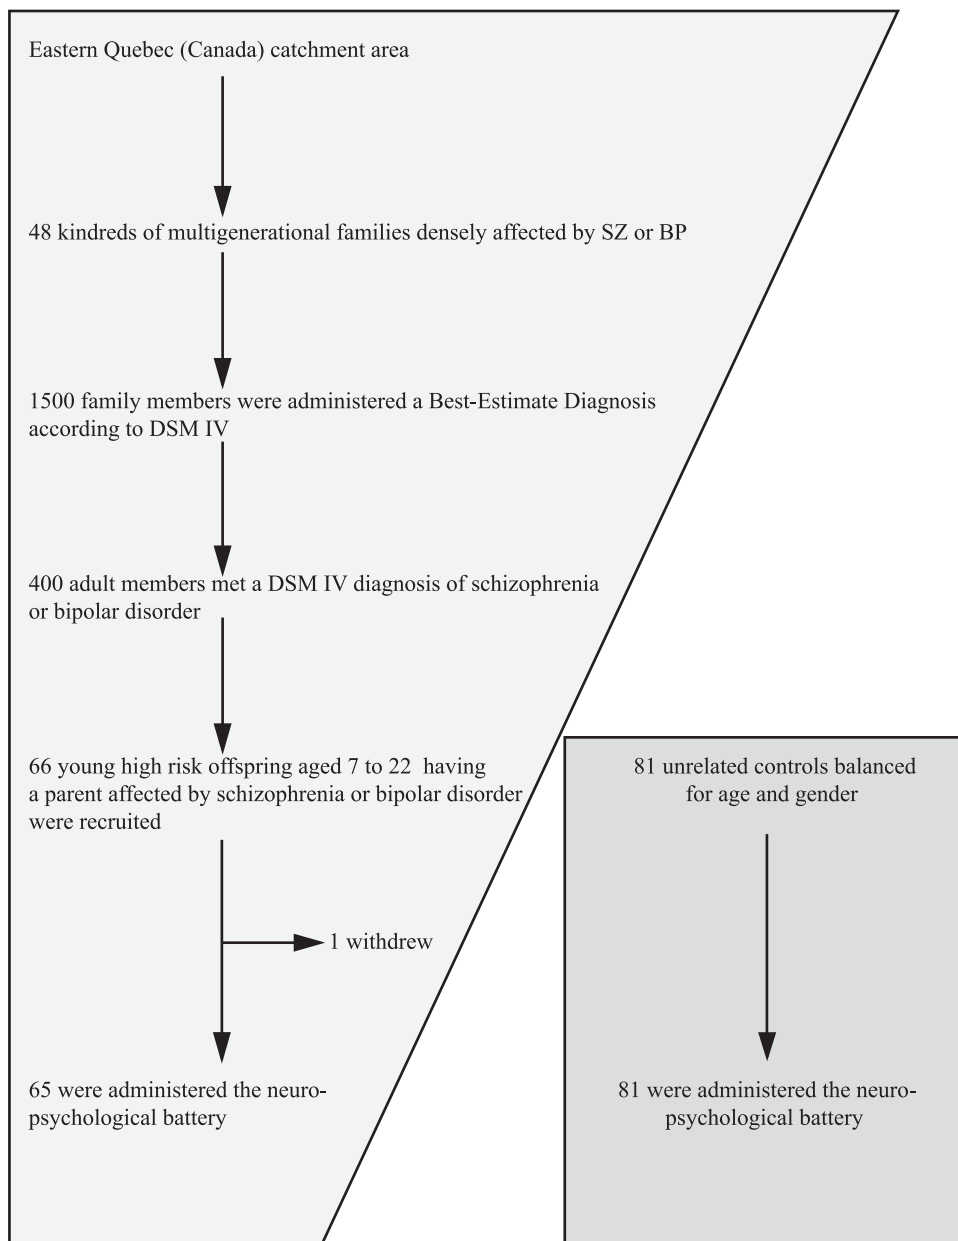 Eastern Quebec (Canada) catchment area
48 kindreds of multigenerational families densely affected by SZ or BP
1500 family members were administered a Best-Estimate Diagnosis
according to DSM IV
400 adult members met a DSM IV diagnosis of schizophrenia
or bipolar disorder
66 young high risk offspring aged 7 to 22 having
a parent affected by schizophrenia or bipolar disorder
were recruited
1 withdrew
65 were administered the neuro-
psychological battery
81 unrelated controls balanced
for age and gender
81 were administered the neuro-
psychological battery